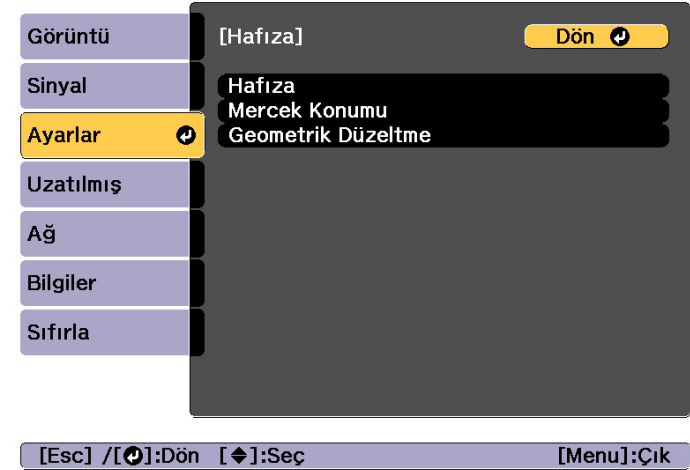 Görüntü
Sinyal
Ayarlar
Uzatılmış
Ağ
Bilgiler
Sıfırla
[Hafıza]
Dön
Hafıza
Mercek Konumu
Geometrik Düzeltme
[Esc] /[⏎]:Dön [◆]:Seç [Menu]:Çık